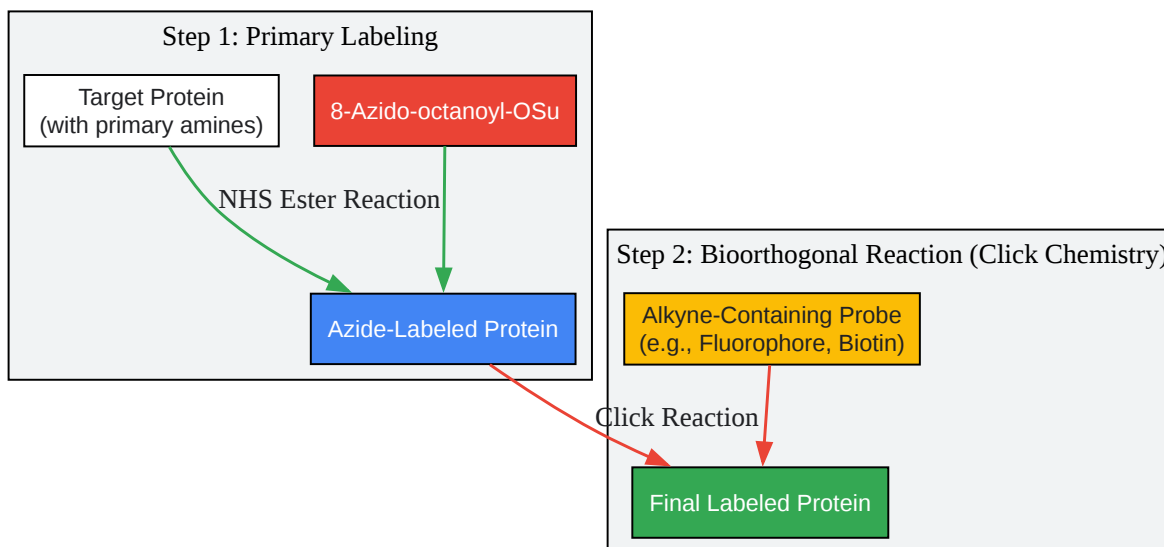 Step 1: Primary Labeling
Target Protein
(with primary amines)
8-Azido-octanoyl-OSu
NHS Ester Reaction
Azide-Labeled Protein
Step 2: Bioorthogonal Reaction (Click Chemistry)
Alkyne-Containing Probe
(e.g., Fluorophore, Biotin)
Click Reaction
Final Labeled Protein